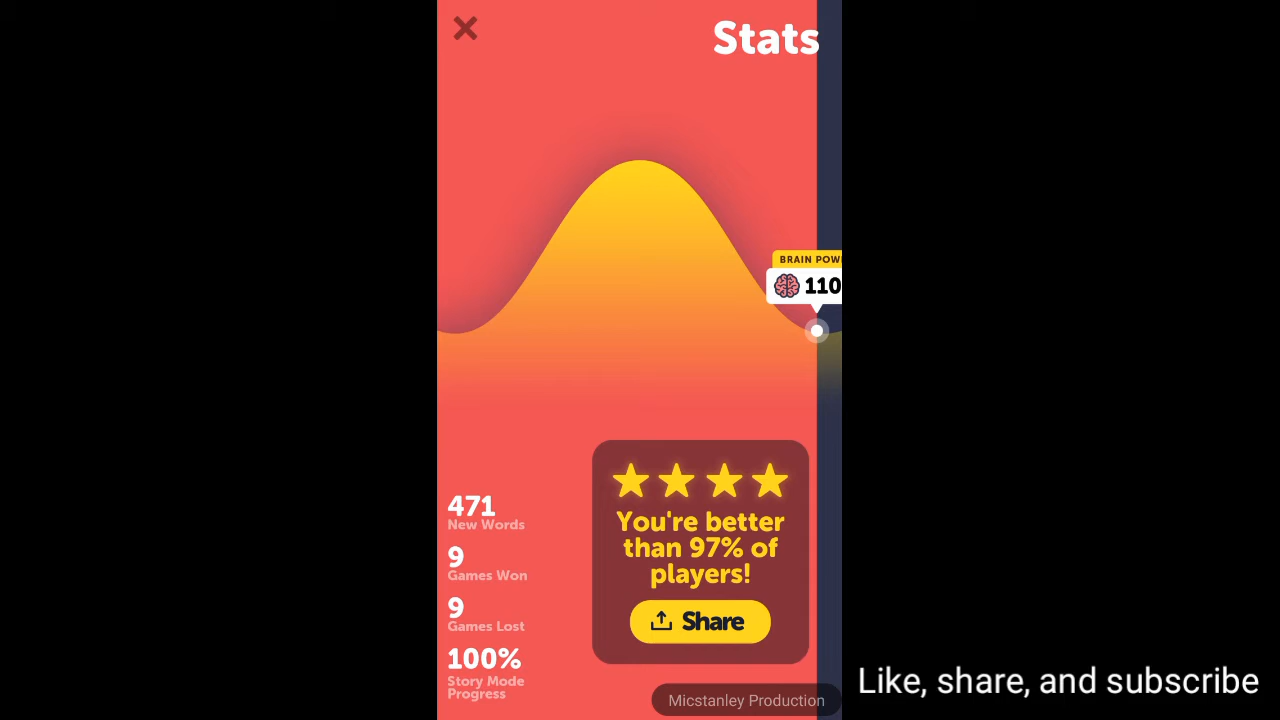 Stats
BRAIN
110
471
New Words
9
Games Won
9
Games Lost
100%
Story Mode
Progress
You're better
than 97% of
players!
Share
Micstanley Production
Like, share, and subscribe